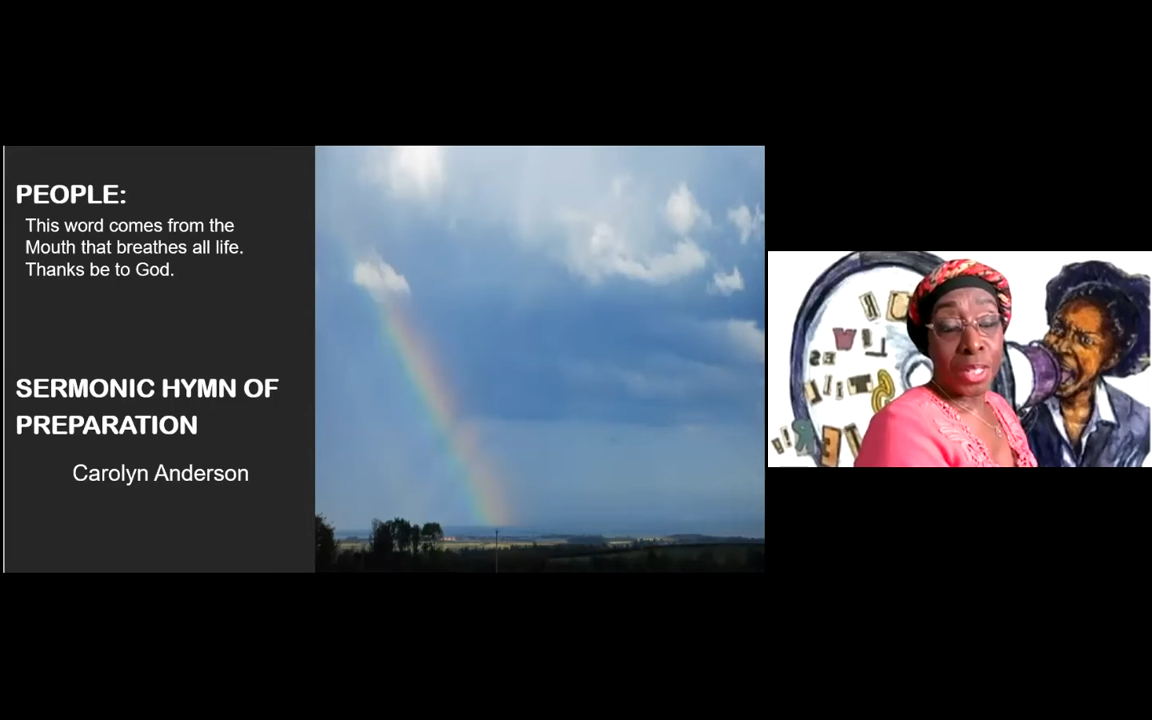 PEOPLE:
This word comes from the
Mouth that breathes all life.
Thanks be to God.
SERMONIC HYMN OF
PREPARATION
Carolyn Anderson